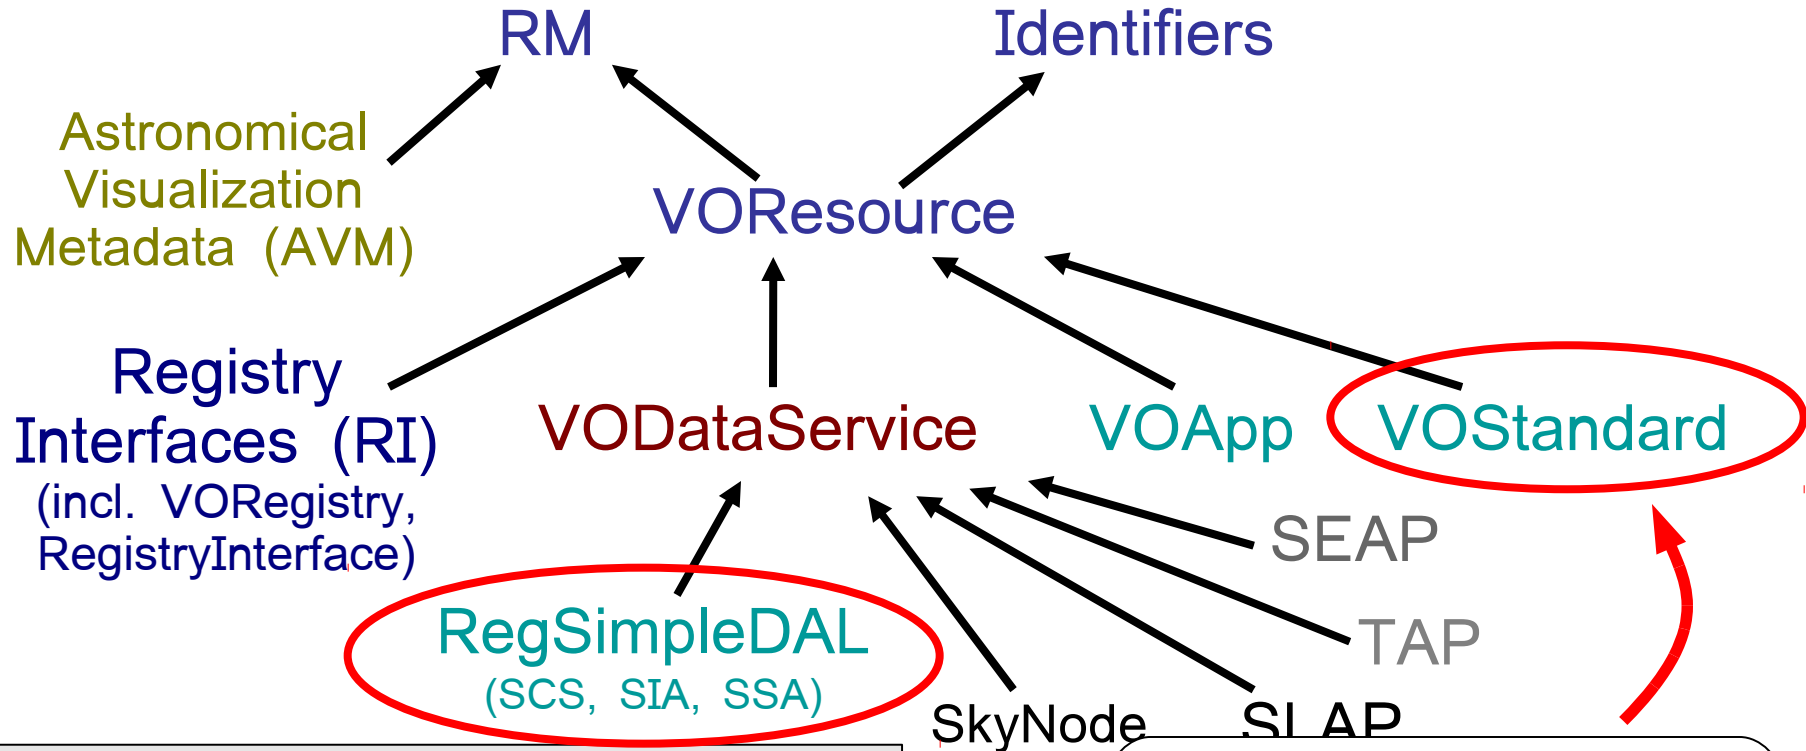 RM
Identifiers
Astronomical
Visualization
Metadata (AVM)
VOResource
Registry
Interfaces (RI)
(incl. VORegistry,
RegistryInterface)
VODataService
VOApp
VOStandard
SEAP
TAP
RegSimpleDAL
(SCS, SIA, SSA)
SkyNode
SLAP